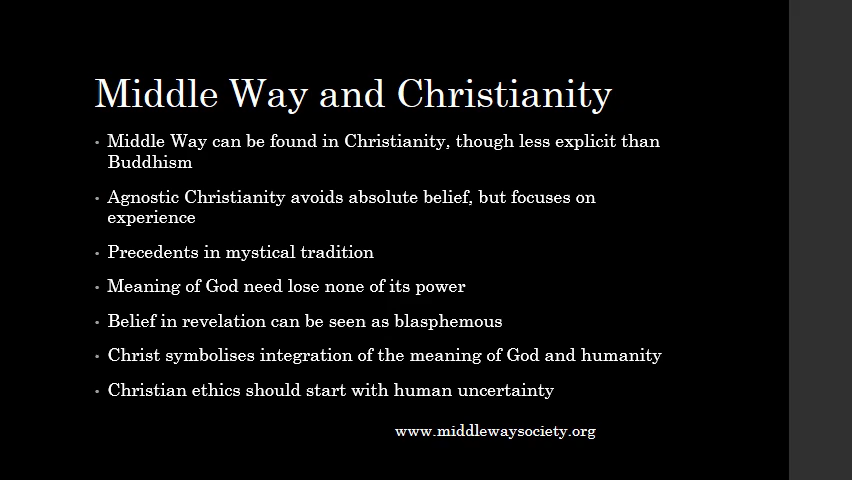 Middle Way and Christianity
• Middle Way can be found in Christianity, though less explicit than
Buddhism
• Agnostic Christianity avoids absolute belief, but focuses on
experience
• Precedents in mystical tradition
• Meaning of God need lose none of its power
• Belief in revelation can be seen as blasphemous
• Christ symbolises integration of the meaning of God and humanity
• Christian ethics should start with human uncertainty
www.middlewaysociety.org